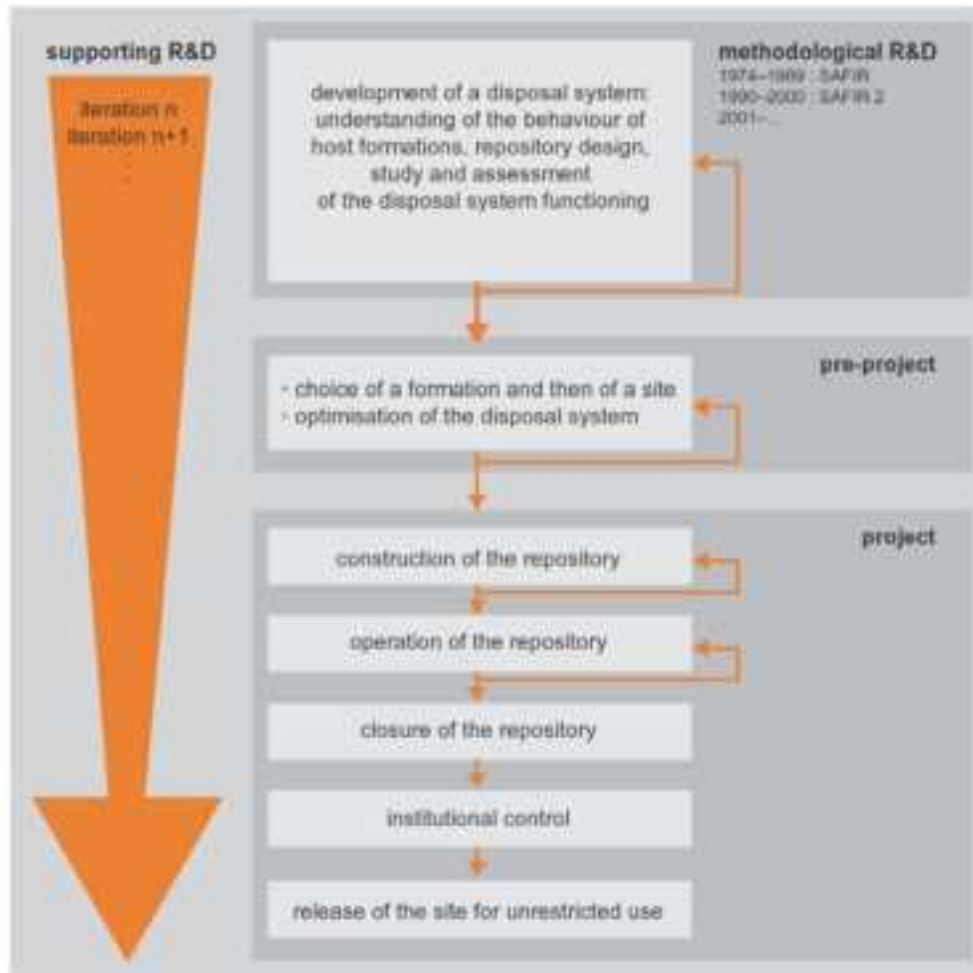 supporting R&D
iteration n
iteration n+1
.
.
.
methodological R&D
1974–1989 : SAFIR
1990–2000 : SAFIR 2
2001–...
development of a disposal system:
understanding of the behaviour of
host formations, repository design,
study and assessment
of the disposal system functioning
pre-project
- choice of a formation and then of a site
- optimisation of the disposal system
project
construction of the repository
operation of the repository
closure of the repository
institutional control
release of the site for unrestricted use